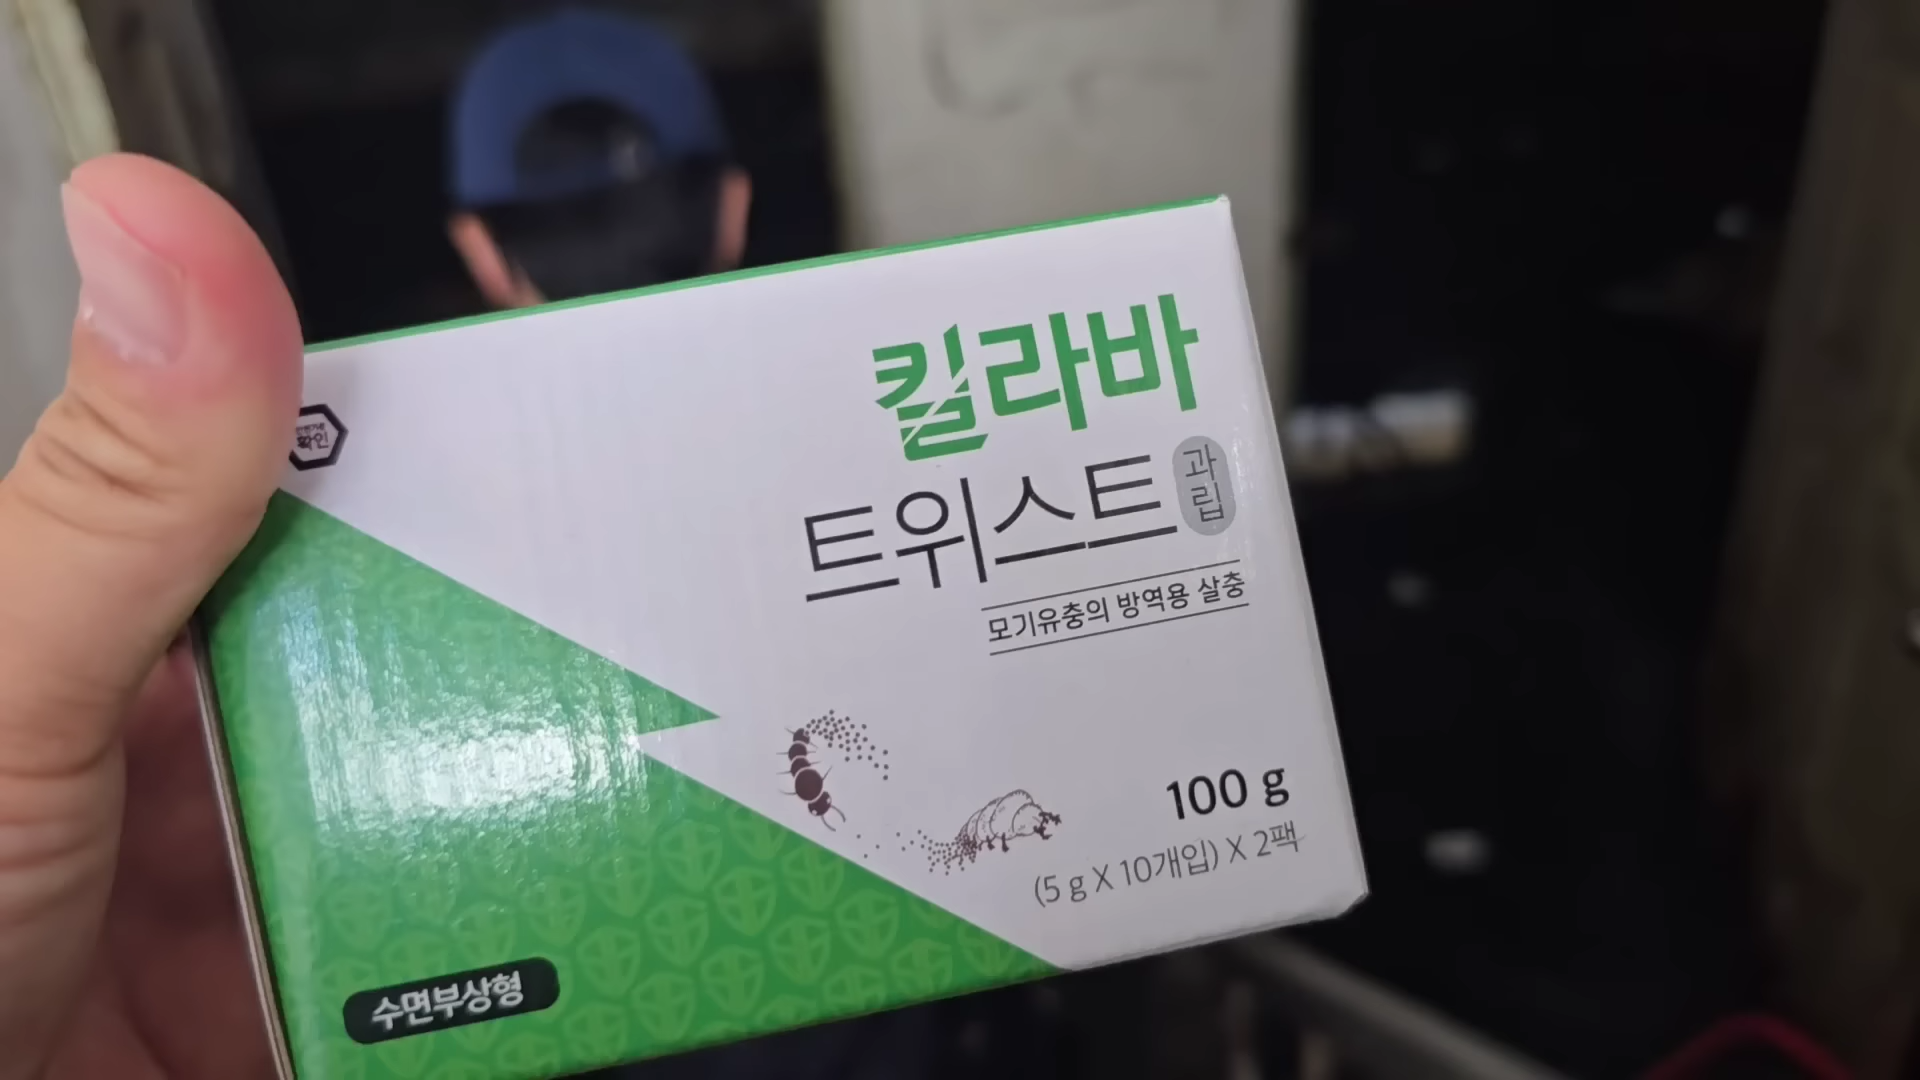 킬라바
트위스트 과립
모기유충의 방역용 살충
확인
100 g
(5 g X 10개입) X 2팩
수면부상형